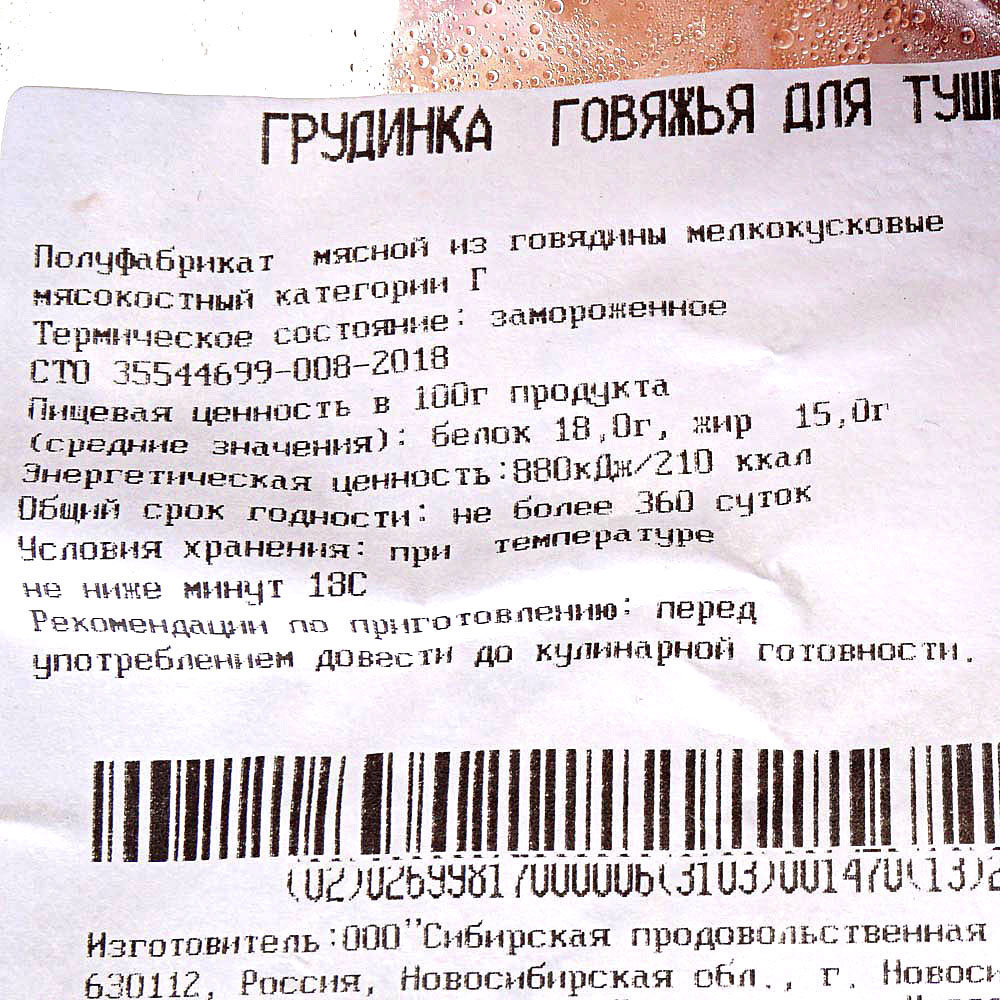 ГРУДИНКА ГОВЯЖЬЯ ДЛЯ ТУШ
Полуфабрикат мясной из говядины мелкокусковые
мясокостный категории Г
Термическое состояние: замороженное
СТО 35544699-008-2018
Пищевая ценность в 100г продукта
(средние значения): белок 18,0г, жир 15,0г
Энергетическая ценность:880кДж/210 ккал
Общий срок годности: не более 360 суток
Условия хранения: при температуре
не ниже минут 18С
Рекомендации по приготовлению: перед
употреблением довести до кулинарной готовности.
(02)02699817000006(3103)001470(13)2
Изготовитель:ООО"Сибирская продовольственная
630112, Россия, Новосибирская обл., г. Новоси